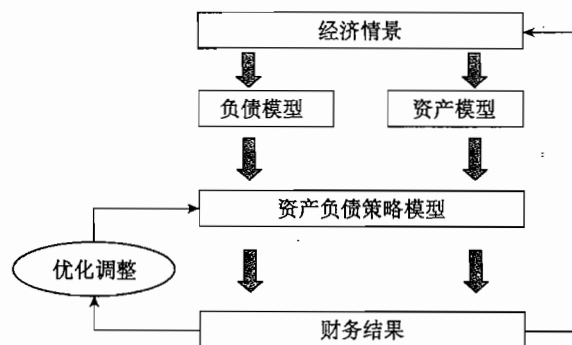 经济情景
负债模型
资产模型
资产负债策略模型
优化调整
财务结果